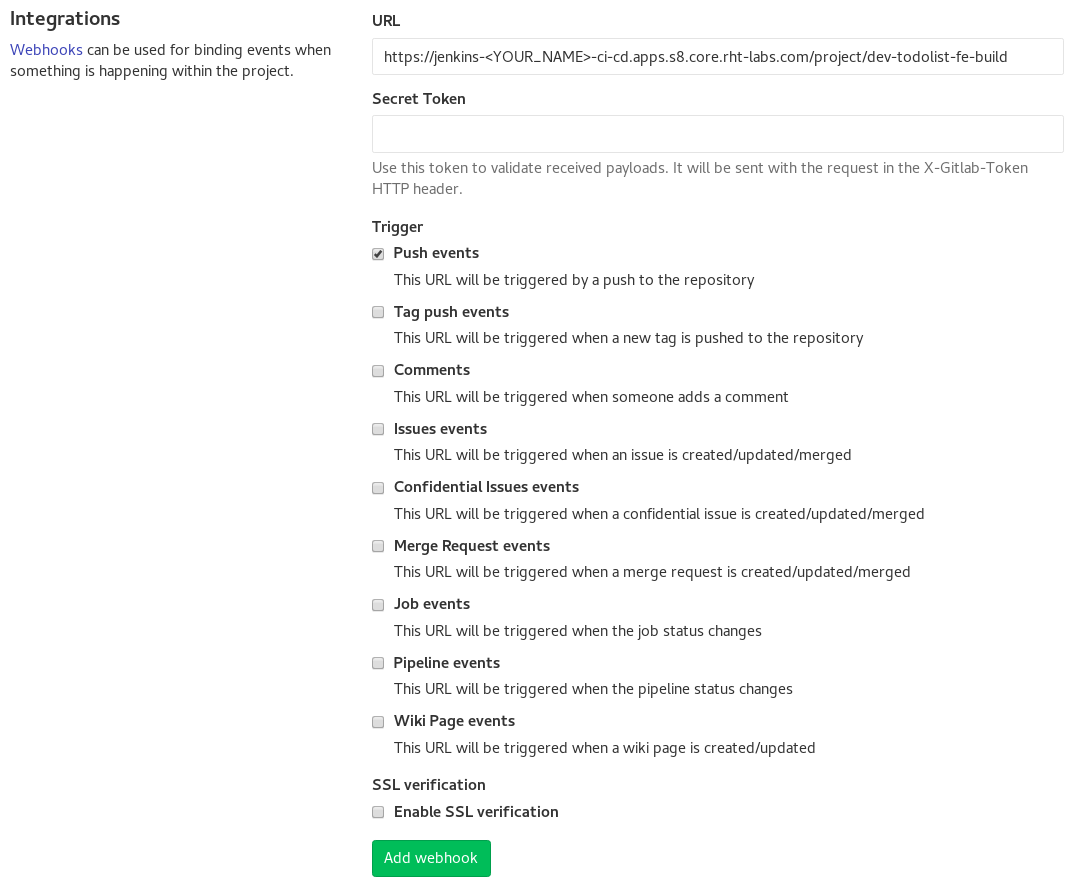 Integrations
Webhooks can be used for binding events when
something is happening within the project.
URL
https://jenkins-<YOUR_NAME>-ci-cd.apps.s8.core.rht-labs.com/project/dev-todolist-fe-build
Secret Token
Use this token to validate received payloads. It will be sent with the request in the X-Gitlab-Token
HTTP header.
Trigger
Push events
This URL will be triggered by a push to the repository
Tag push events
This URL will be triggered when a new tag is pushed to the repository
Comments
This URL will be triggered when someone adds a comment
Issues events
This URL will be triggered when an issue is created/updated/merged
Confidential Issues events
This URL will be triggered when a confidential issue is created/updated/merged
Merge Request events
This URL will be triggered when a merge request is created/updated/merged
Job events
This URL will be triggered when the job status changes
Pipeline events
This URL will be triggered when the pipeline status changes
Wiki Page events
This URL will be triggered when a wiki page is created/updated
SSL verification
Enable SSL verification
Add webhook